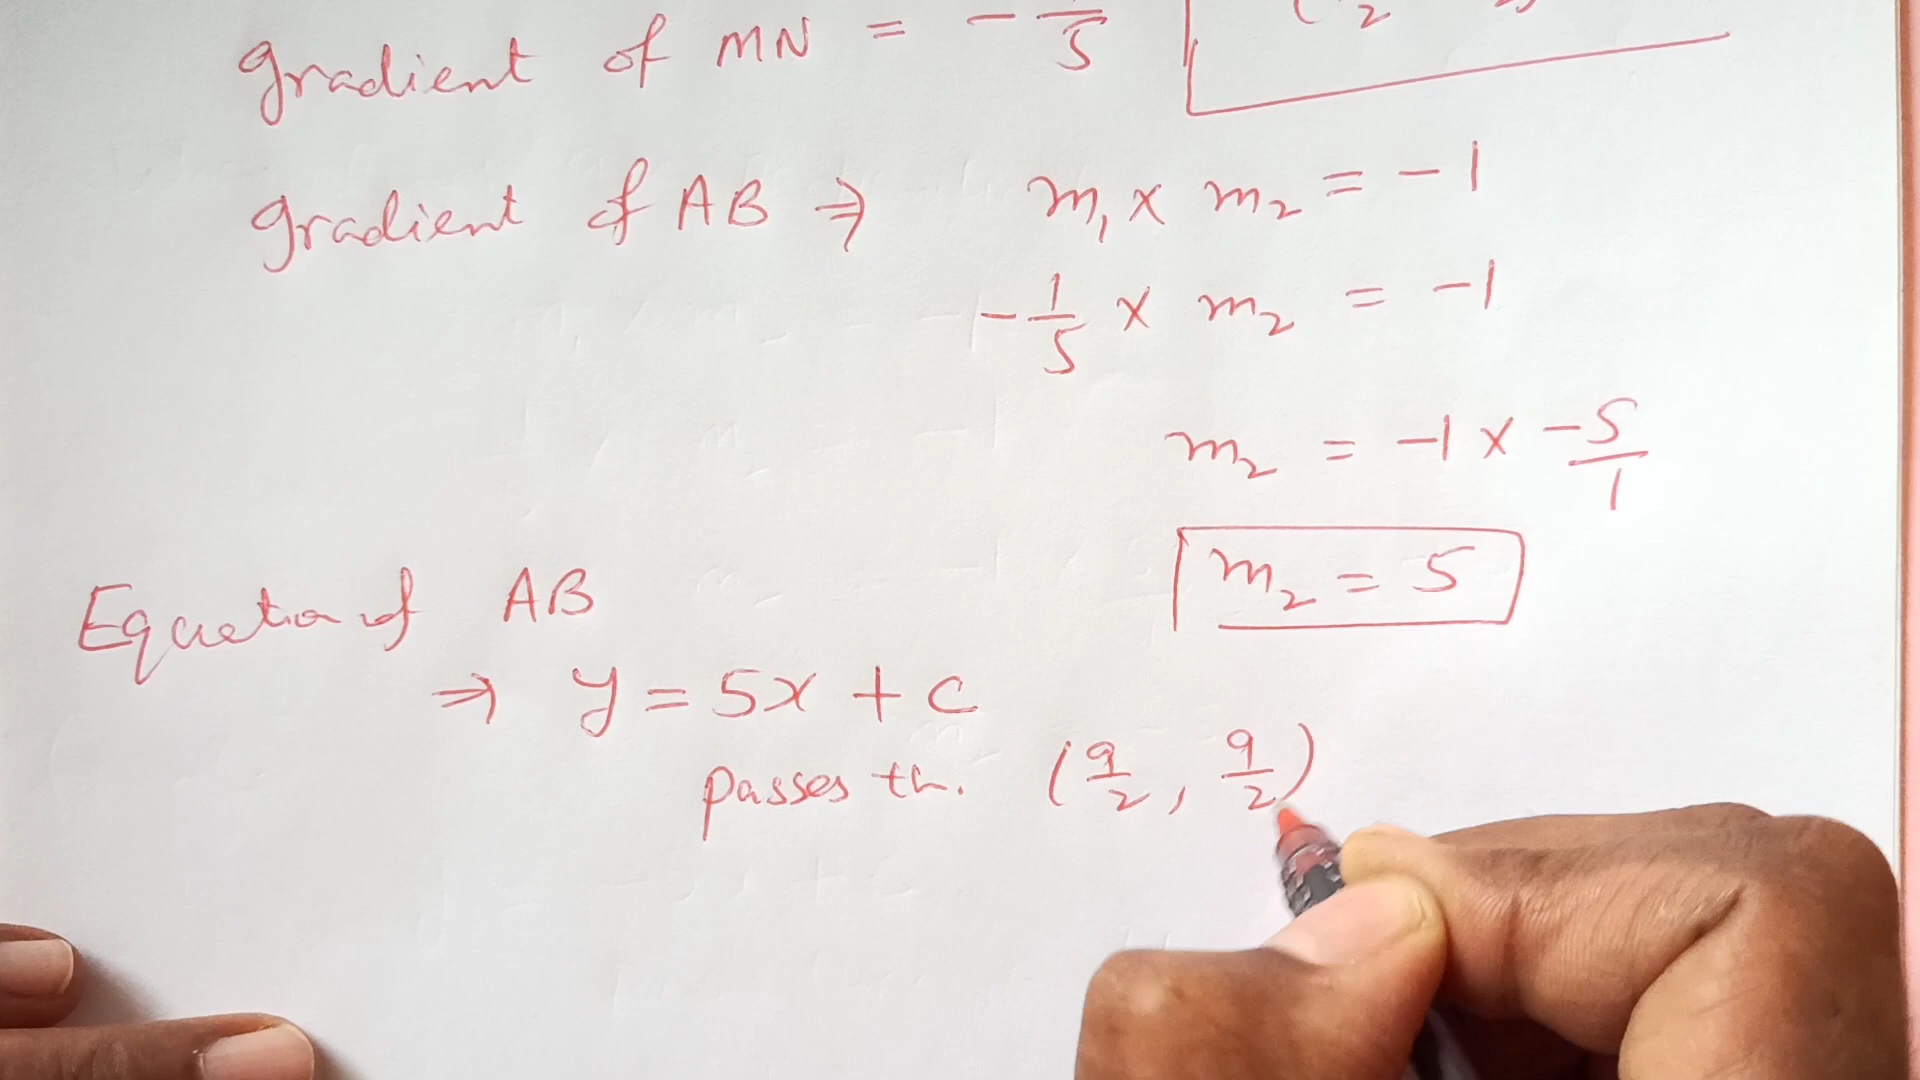 gradient of MN = - /5 ( /2
gradient of AB ⇒ m₁ × m₂ = -1
-1/5 × m₂ = -1
m₂ = -1 × -5/1
m₂ = 5
Equation of AB
⇒ y = 5x + c
passes th. (9/2, 9/2)